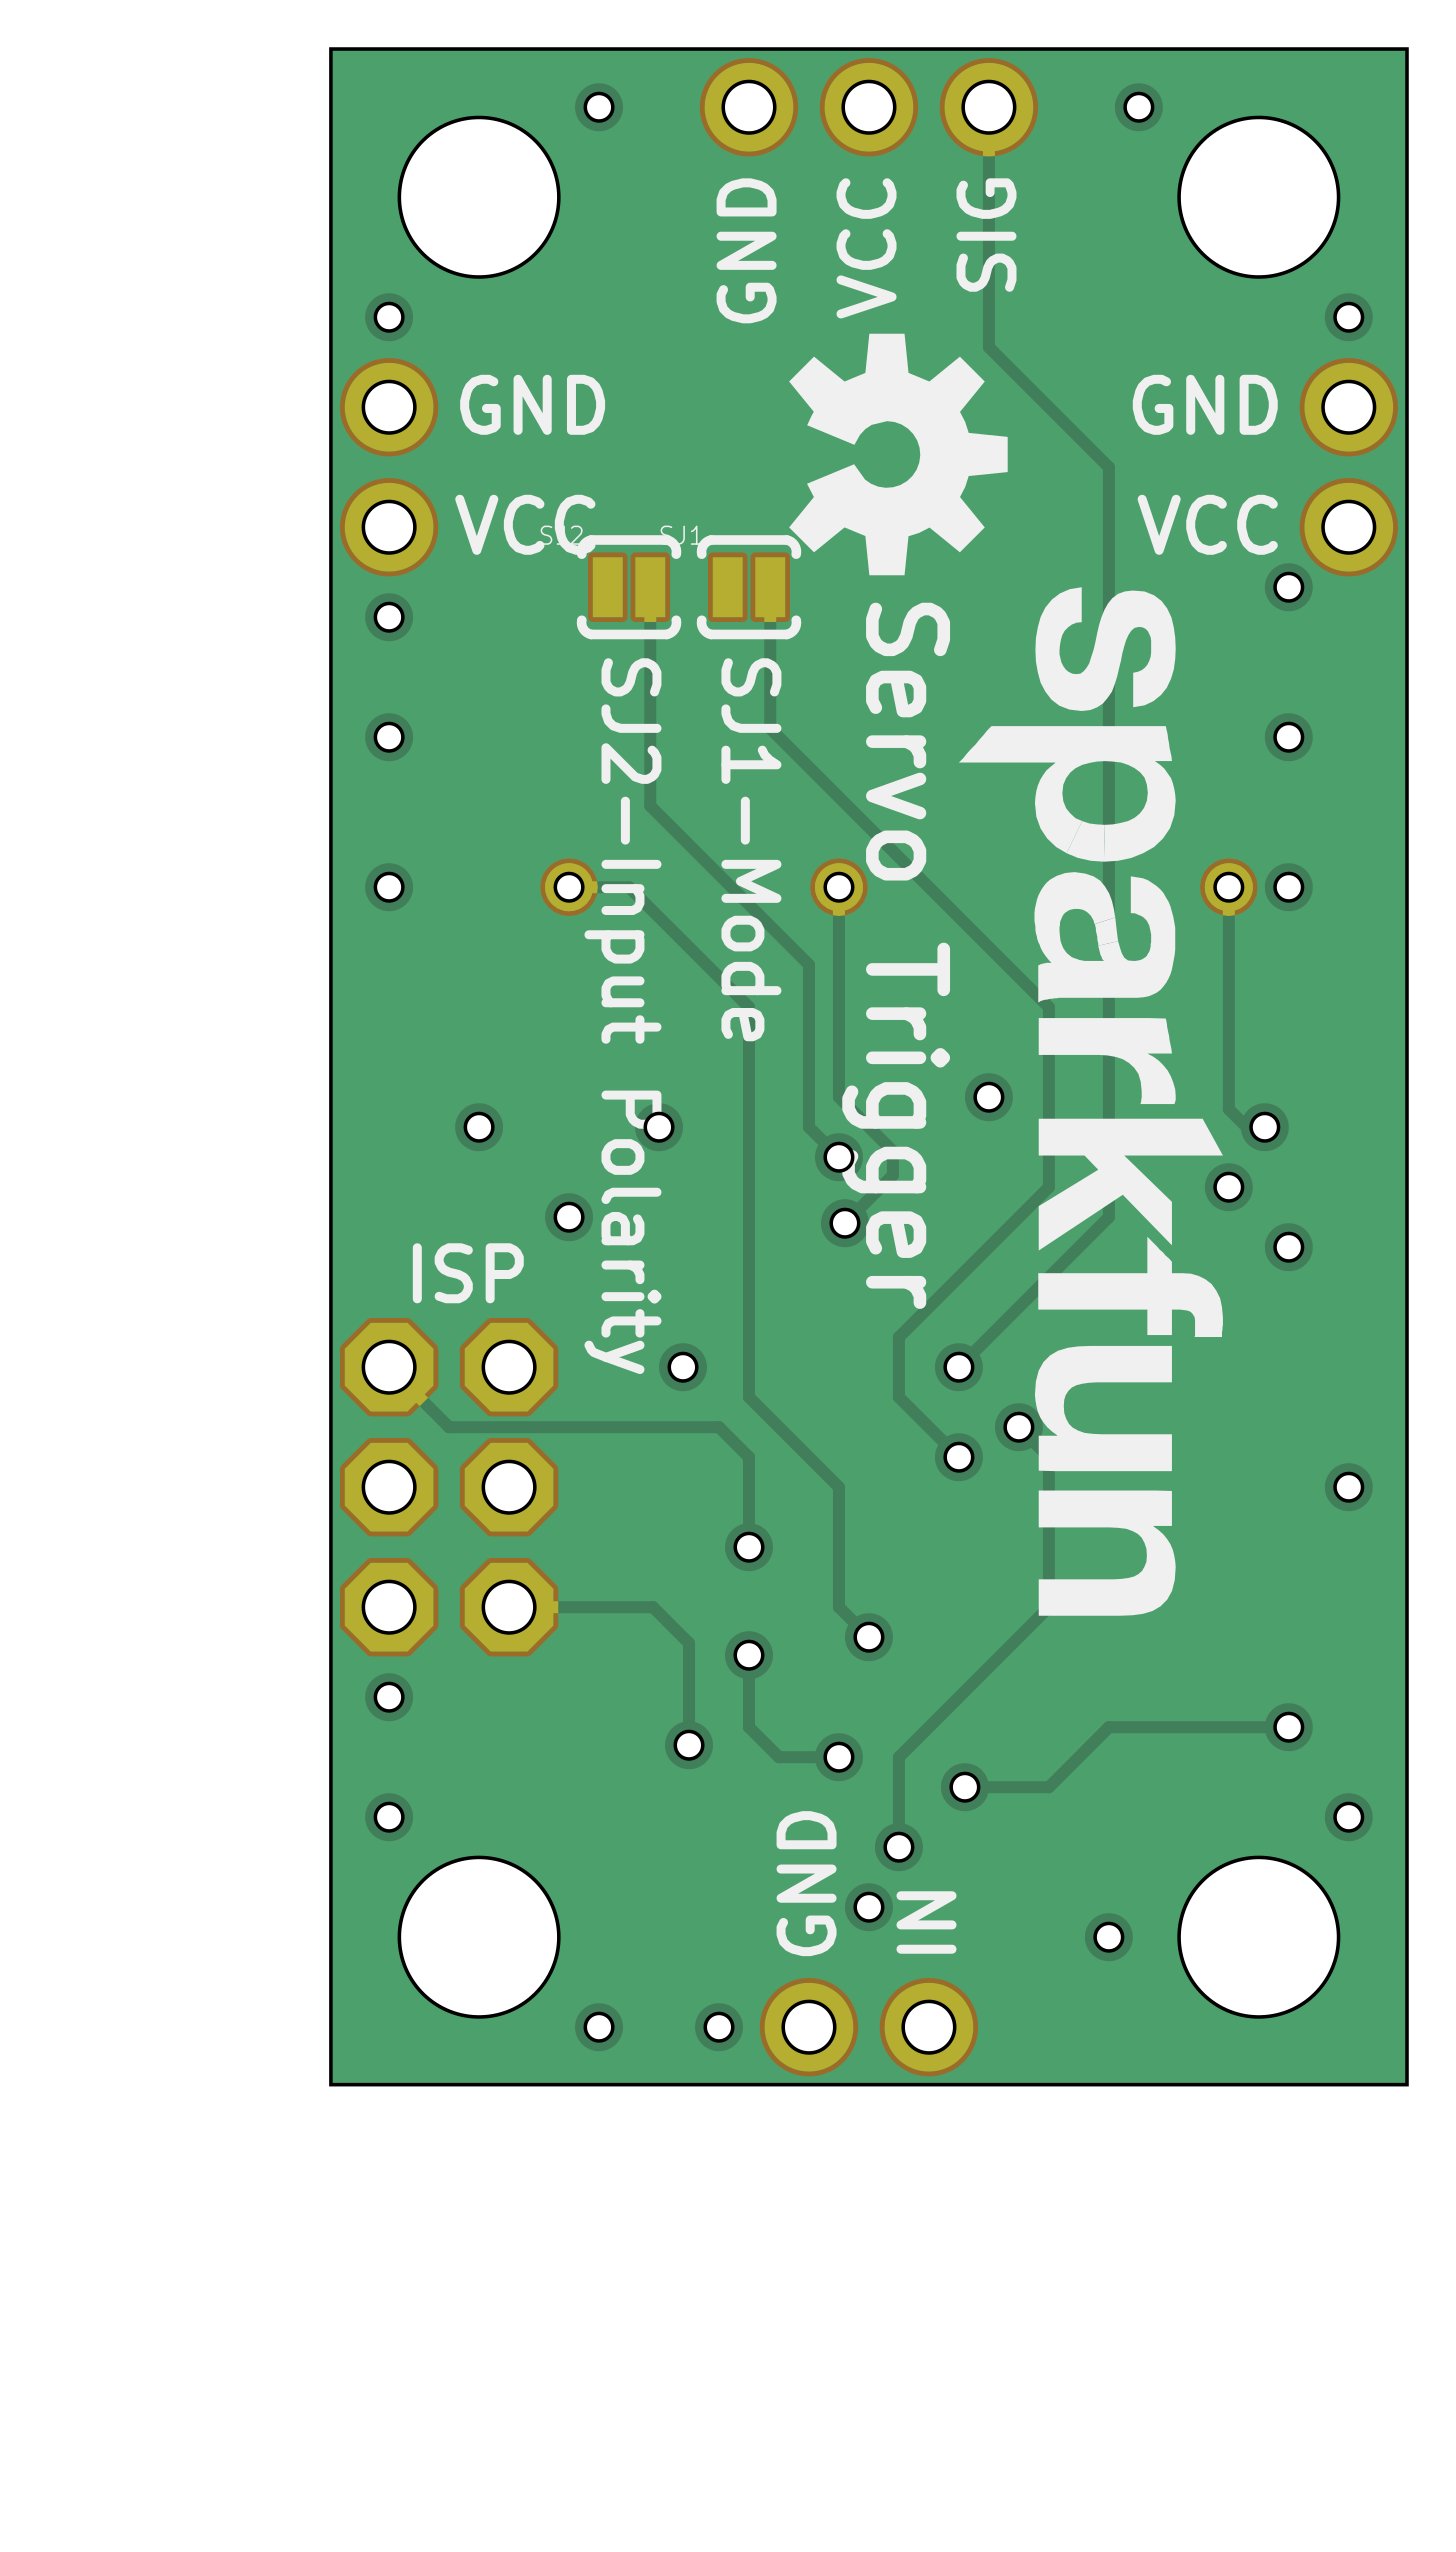 GND
VCC
SIG
GND
GND
VCC
VCC
SJ2
SJ1
sparkfun
Servo Trigger
SJ1-Mode
SJ2-Input Polarity
ISP
GND
IN